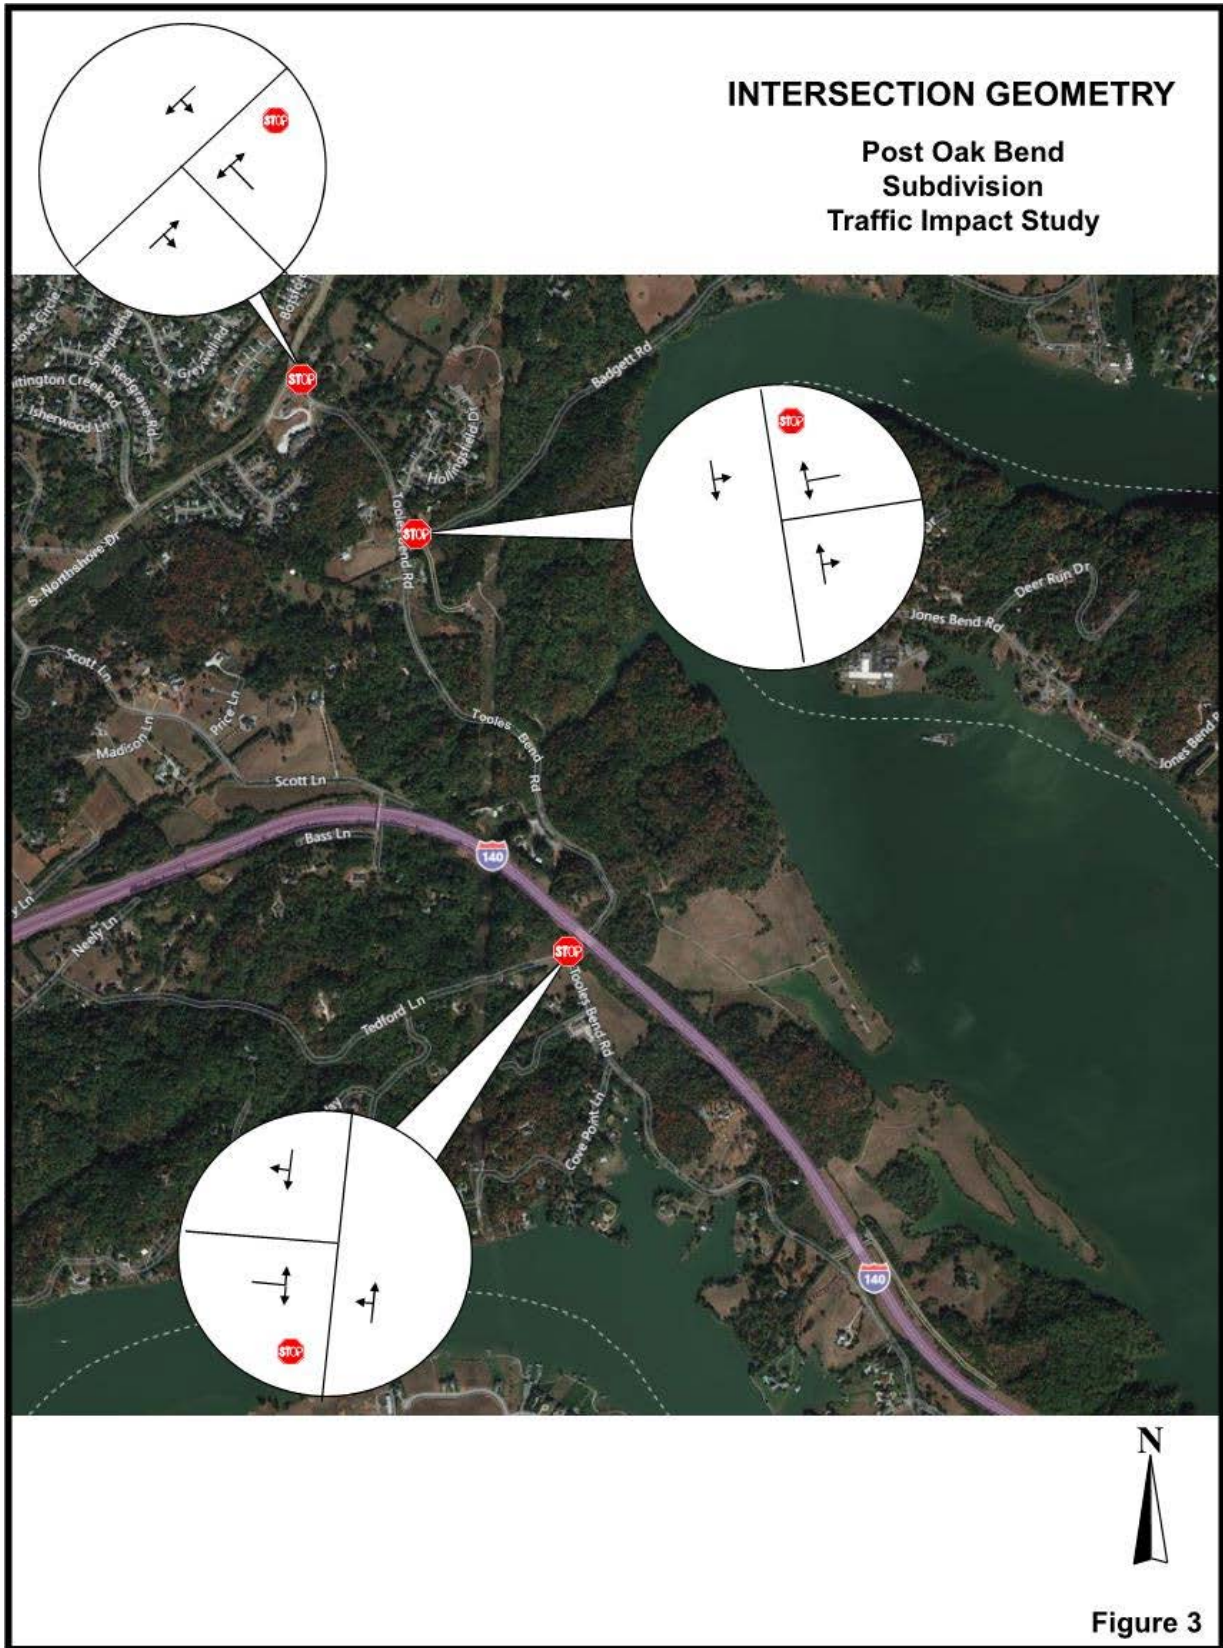 INTERSECTION GEOMETRY
Post Oak Bend
Subdivision
Traffic Impact Study
STOP
Greywell Rd
Redgrave Rd
Isherwood Ln
STOP
Badgett Rd
Hollingsfield Dr
STOP
Tooles Bend Rd
STOP
S. Northshore Dr
Deer Run Dr
Jones Bend Rd
Scott Ln
Price Ln
Madison Ln
Tooles Bend Rd
Jones Bend R
Scott Ln
Bass Ln
140
Neely Ln
STOP
Tooles Bend Rd
Tedford Ln
Cove Point Ln
140
STOP
N
Figure 3